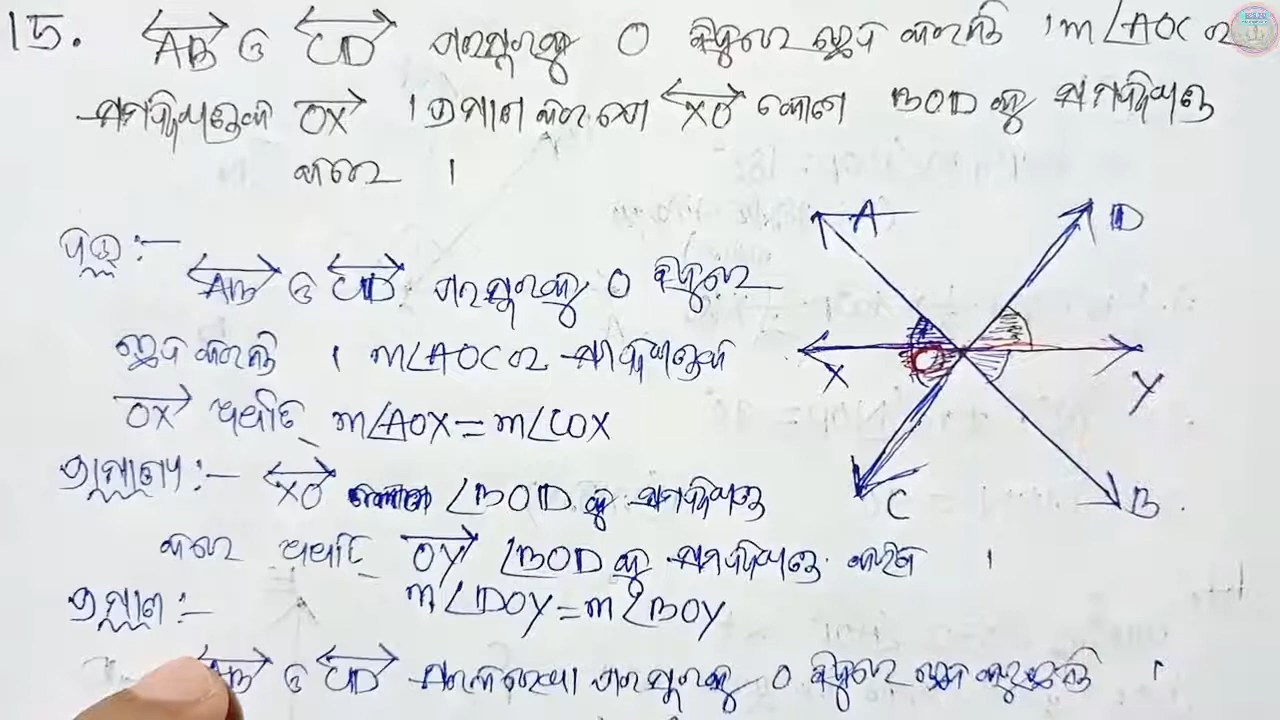 15. AB ଓ CD ପରସ୍ପରକୁ O ବିନ୍ଦୁରେ ଛେଦ କରନ୍ତି । m∠AOC ର
ସମଦ୍ୱିଖଣ୍ଡକ OX । ପ୍ରମାଣ କର ଯେ XO କୋଣ BOD କୁ ସମଦ୍ୱିଖଣ୍ଡ
କରେ ।
ଦତ୍ତ :-
AB ଓ CD ପରସ୍ପରକୁ O ବିନ୍ଦୁରେ
ଛେଦ କରନ୍ତି । m∠AOC ର ସମଦ୍ୱିଖଣ୍ଡକ
OX ଅର୍ଥାତ୍ m∠AOX = m∠COX
ପ୍ରାମାଣ୍ୟ :- XO ∠BOD କୁ ସମଦ୍ୱିଖଣ୍ଡ
କରେ ଅର୍ଥାତ୍ OY ∠BOD କୁ ସମଦ୍ୱିଖଣ୍ଡ କରିବ ।
m∠DOY = m∠BOY
ପ୍ରମାଣ :-
AB ଓ CD ସରଳରେଖା ପରସ୍ପରକୁ O ବିନ୍ଦୁରେ ଛେଦ କରୁଛନ୍ତି ।
A
D
X
O
Y
C
B